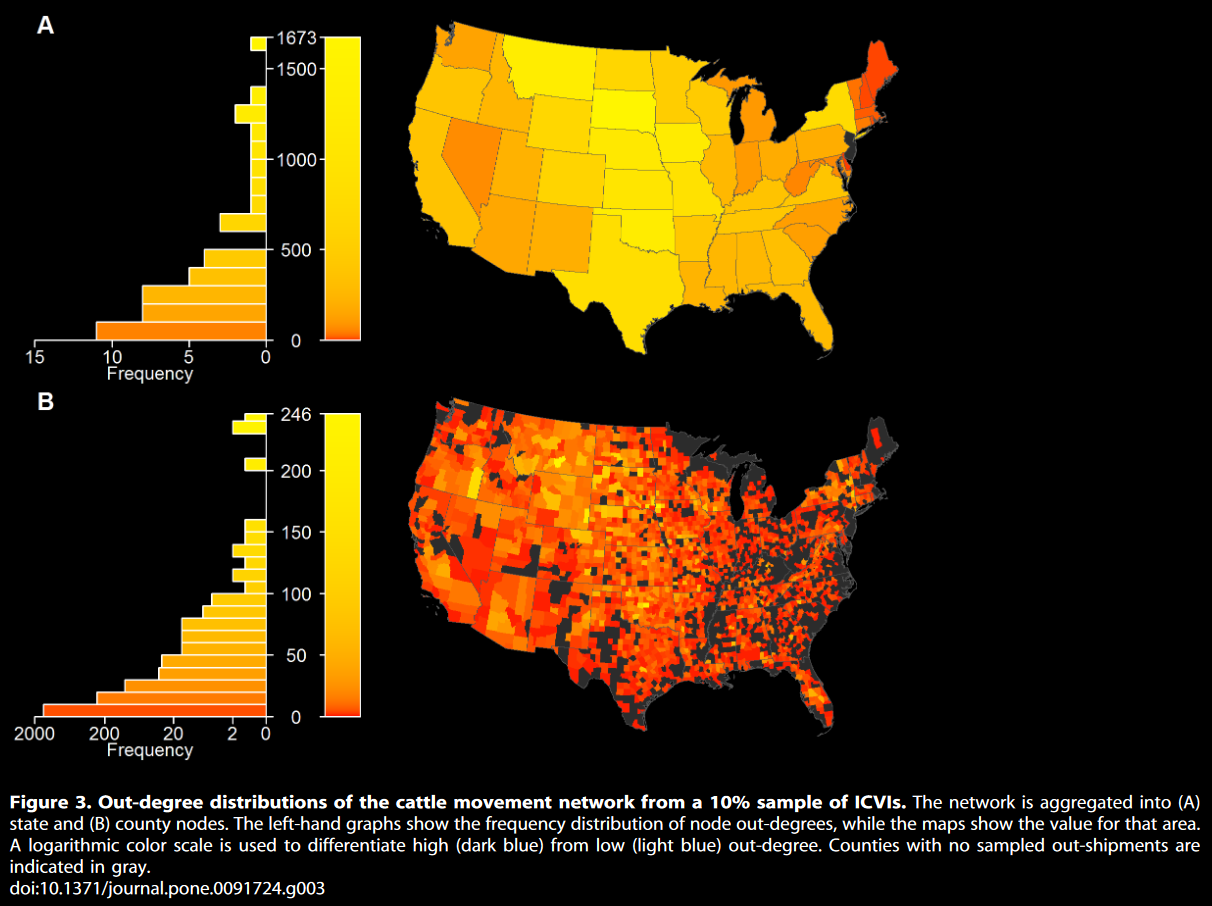 A
1673
1500
1000
500
0
15 10 5 0
Frequency
B
246
200
150
100
50
0
2000 200 20 2 0
Frequency
Figure 3. Out-degree distributions of the cattle movement network from a 10% sample of ICVIs. The network is aggregated into (A)
state and (B) county nodes. The left-hand graphs show the frequency distribution of node out-degrees, while the maps show the value for that area.
A logarithmic color scale is used to differentiate high (dark blue) from low (light blue) out-degree. Counties with no sampled out-shipments are
indicated in gray.
doi:10.1371/journal.pone.0091724.g003